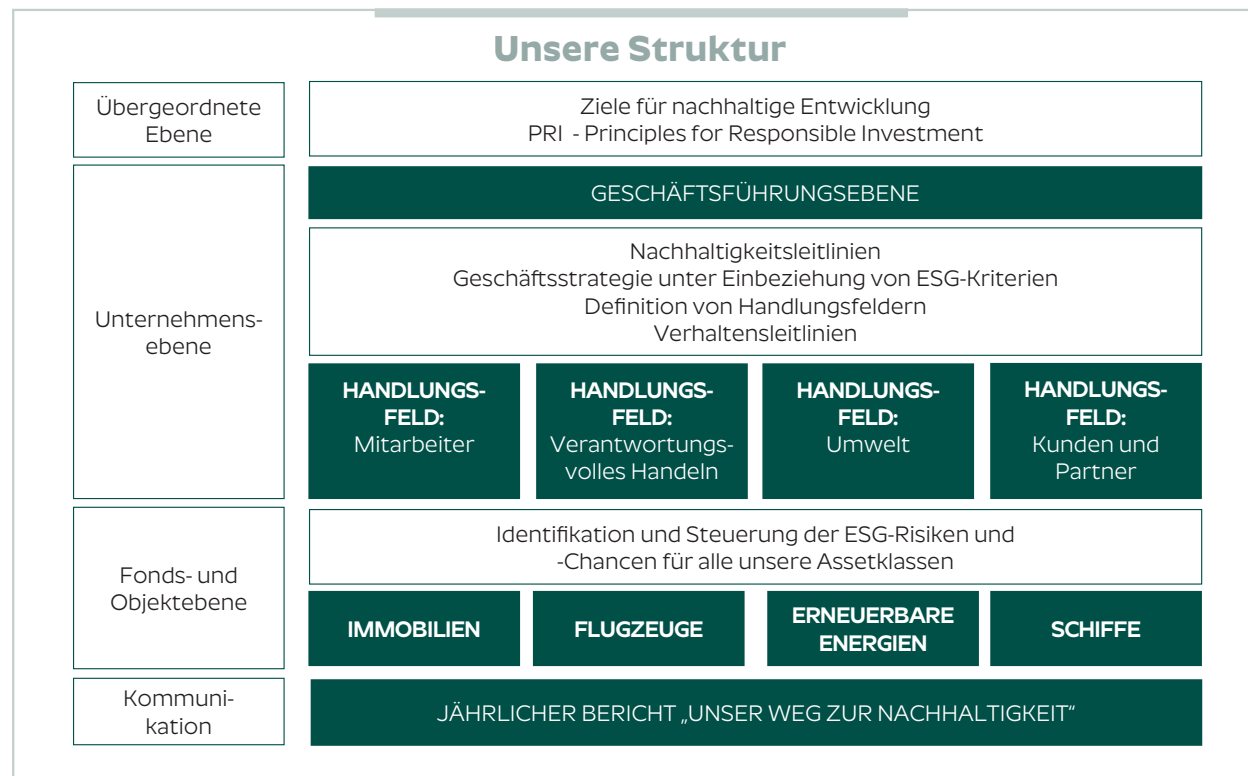 Unsere Struktur
Übergeordnete
Ebene
Ziele für nachhaltige Entwicklung
PRI - Principles for Responsible Investment
Unternehmens-
ebene
GESCHÄFTSFÜHRUNGSEBENE
Nachhaltigkeitsleitlinien
Geschäftsstrategie unter Einbeziehung von ESG-Kriterien
Definition von Handlungsfeldern
Verhaltensleitlinien
HANDLUNGS-
FELD:
Mitarbeiter
HANDLUNGS-
FELD:
Verantwortungs-
volles Handeln
HANDLUNGS-
FELD:
Umwelt
HANDLUNGS-
FELD:
Kunden und
Partner
Fonds- und
Objektebene
Identifikation und Steuerung der ESG-Risiken und
-Chancen für alle unsere Assetklassen
IMMOBILIEN
FLUGZEUGE
ERNEUERBARE
ENERGIEN
SCHIFFE
Kommuni-
kation
JÄHRLICHER BERICHT „UNSER WEG ZUR NACHHALTIGKEIT“